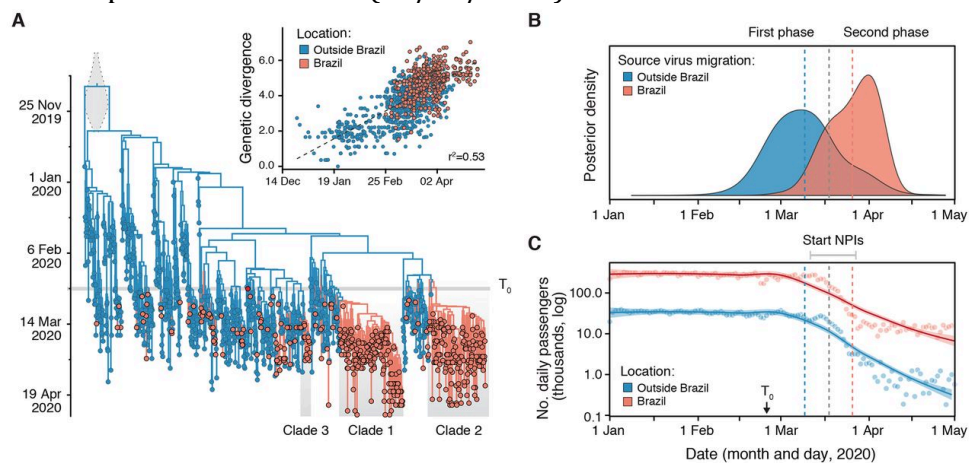 A
Location:
Outside Brazil
Brazil
Genetic divergence
6.0
4.0
2.0
0.0
r²=0.53
14 Dec
19 Jan
25 Feb
02 Apr
25 Nov
2019
1 Jan
2020
6 Feb
2020
14 Mar
2020
19 Apr
2020
T0
Clade 3
Clade 1
Clade 2
B
First phase
Second phase
Source virus migration:
Outside Brazil
Brazil
Posterior density
1 Jan
1 Feb
1 Mar
1 Apr
1 May
C
Start NPIs
No. daily passengers
(thousands, log)
100.0
10.0
1.0
0.1
Location:
Outside Brazil
Brazil
T0
1 Jan
1 Feb
1 Mar
1 Apr
1 May
Date (month and day, 2020)